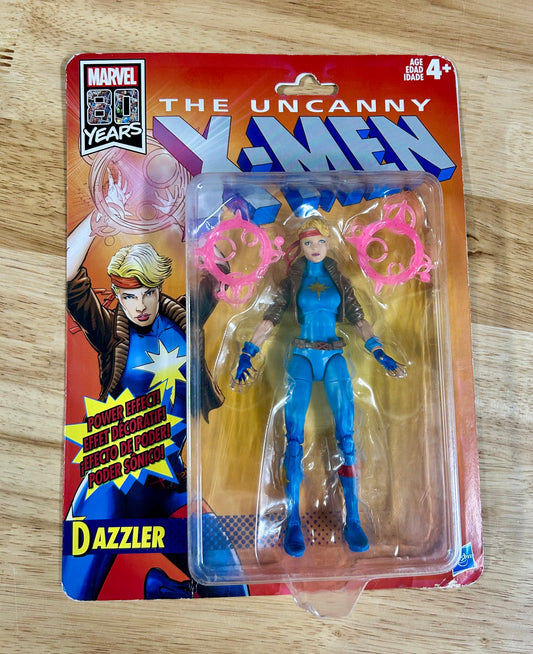 MARVEL
80
YEARS
AGE
EDAD
IDADE
4+
THE UNCANNY
X-MEN
POWER EFFECT!
EFFET DÉCORATIF!
¡EFECTO DE PODER!
PODER SÔNICO!
DAZZLER